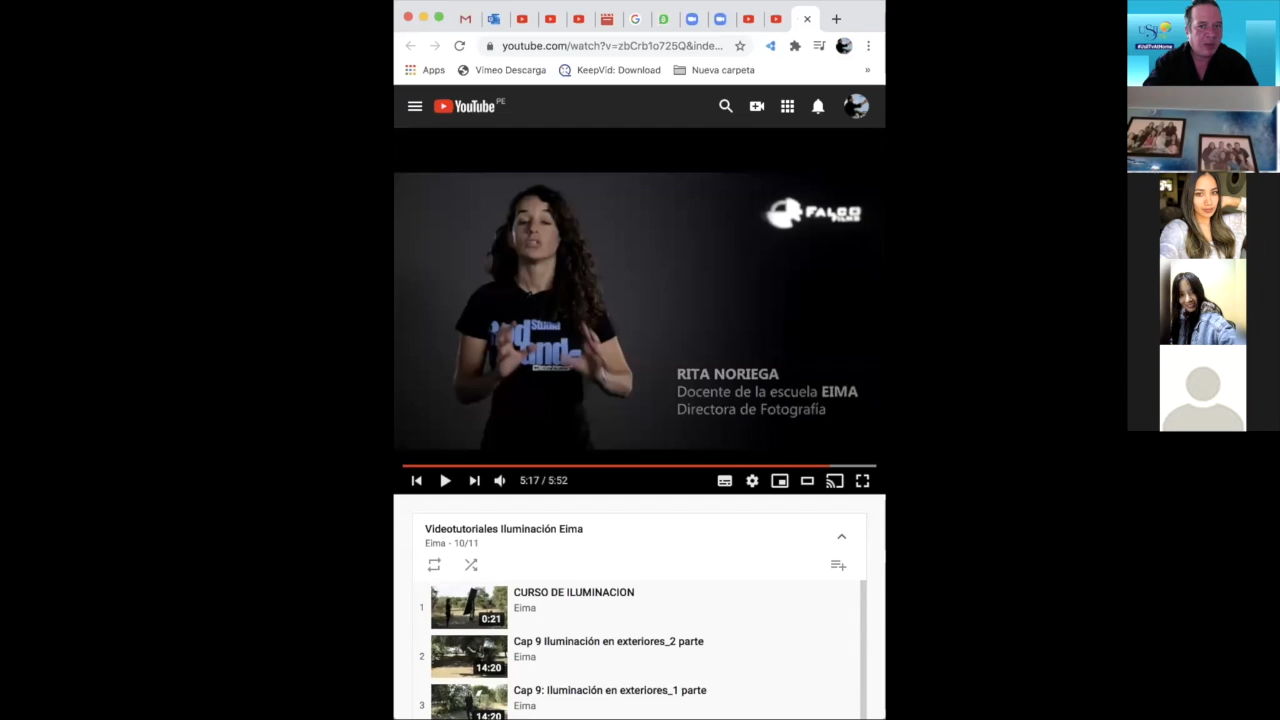 youtube.com/watch?v=zbCrb1o725Q&inde...
Apps
Vimeo Descarga
KeepVid: Download
Nueva carpeta
»
YouTube PE
FALCO
FILMS
RITA NORIEGA
Docente de la escuela EIMA
Directora de Fotografía
5:17 / 5:52
Videotutoriales Iluminación Eima
Eima - 10/11
1
CURSO DE ILUMINACION
Eima
0:21
2
Cap 9 Iluminación en exteriores_2 parte
Eima
14:20
3
Cap 9: Iluminación en exteriores_1 parte
Eima
14:20